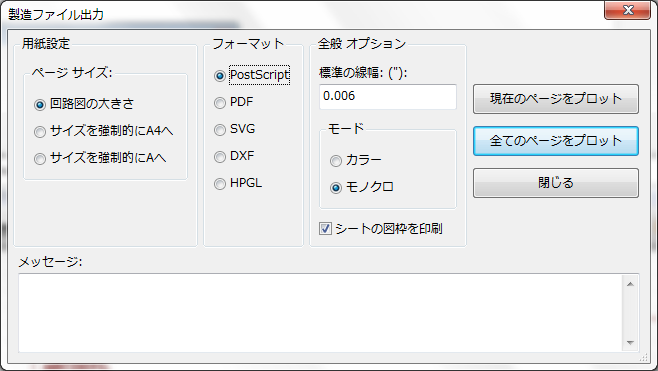 製造ファイル出力
用紙設定
ページ サイズ:
回路図の大きさ
サイズを強制的にA4へ
サイズを強制的にAへ
フォーマット
PostScript
PDF
SVG
DXF
HPGL
全般 オプション
標準の線幅: ("):
0.006
モード
カラー
モノクロ
シートの図枠を印刷
現在のページをプロット
全てのページをプロット
閉じる
メッセージ: